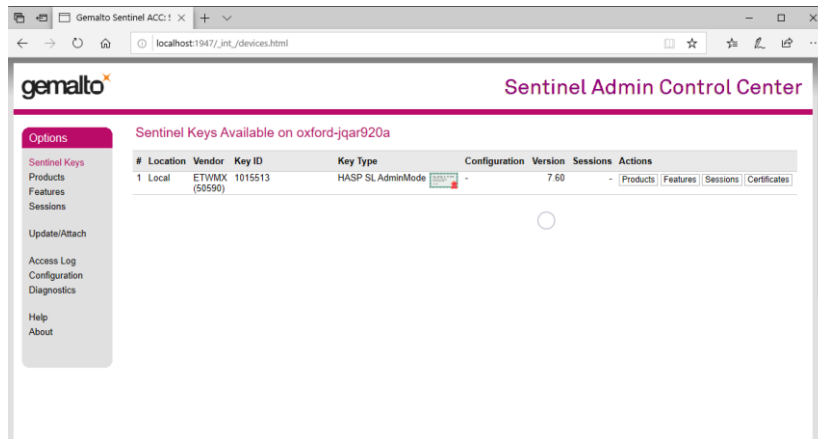 Gemalto Sentinel ACC: S
localhost:1947/_int_/devices.html
gemalto
Sentinel Admin Control Center
Options
Sentinel Keys
Products
Features
Sessions
Update/Attach
Access Log
Configuration
Diagnostics
Help
About
Sentinel Keys Available on oxford-jqar920a
# Location Vendor Key ID Key Type Configuration Version Sessions Actions
1 Local ETWMX 1015513 HASP SL AdminMode - 7.60 - Products Features Sessions Certificates
(50590)